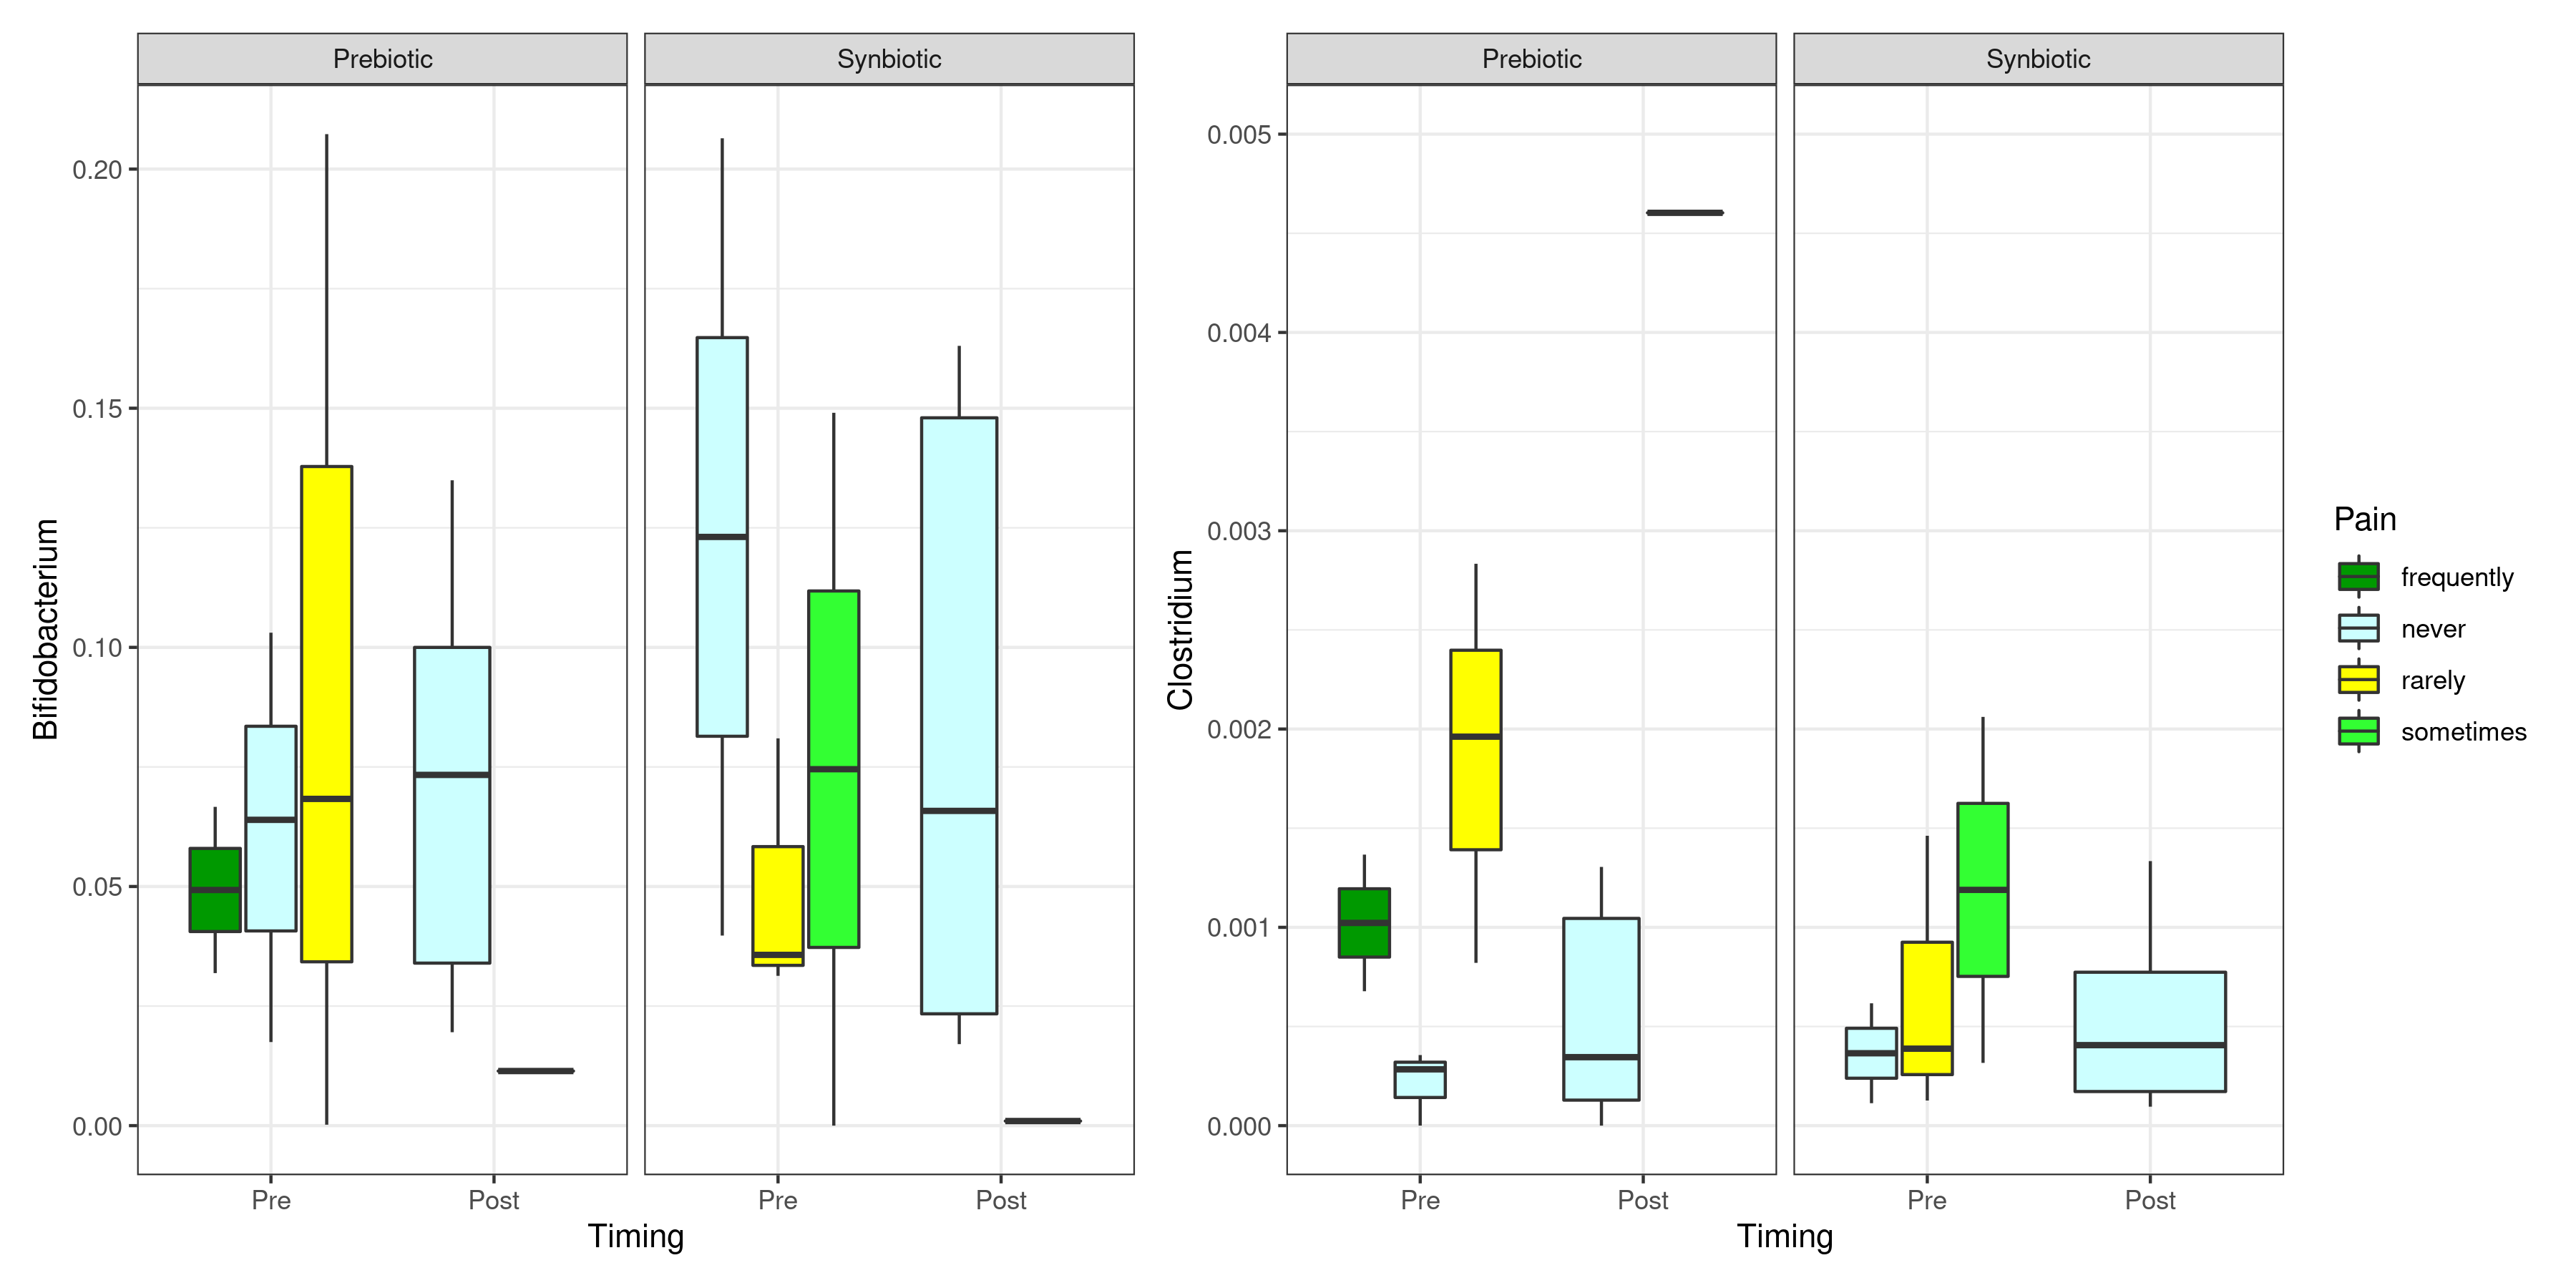 Prebiotic
Synbiotic
Bifidobacterium
0.20
0.15
0.10
0.05
0.00
Pre
Post
Pre
Post
Timing
Prebiotic
Synbiotic
Clostridium
0.005
0.004
0.003
0.002
0.001
0.000
Pre
Post
Pre
Post
Timing
Pain
frequently
never
rarely
sometimes